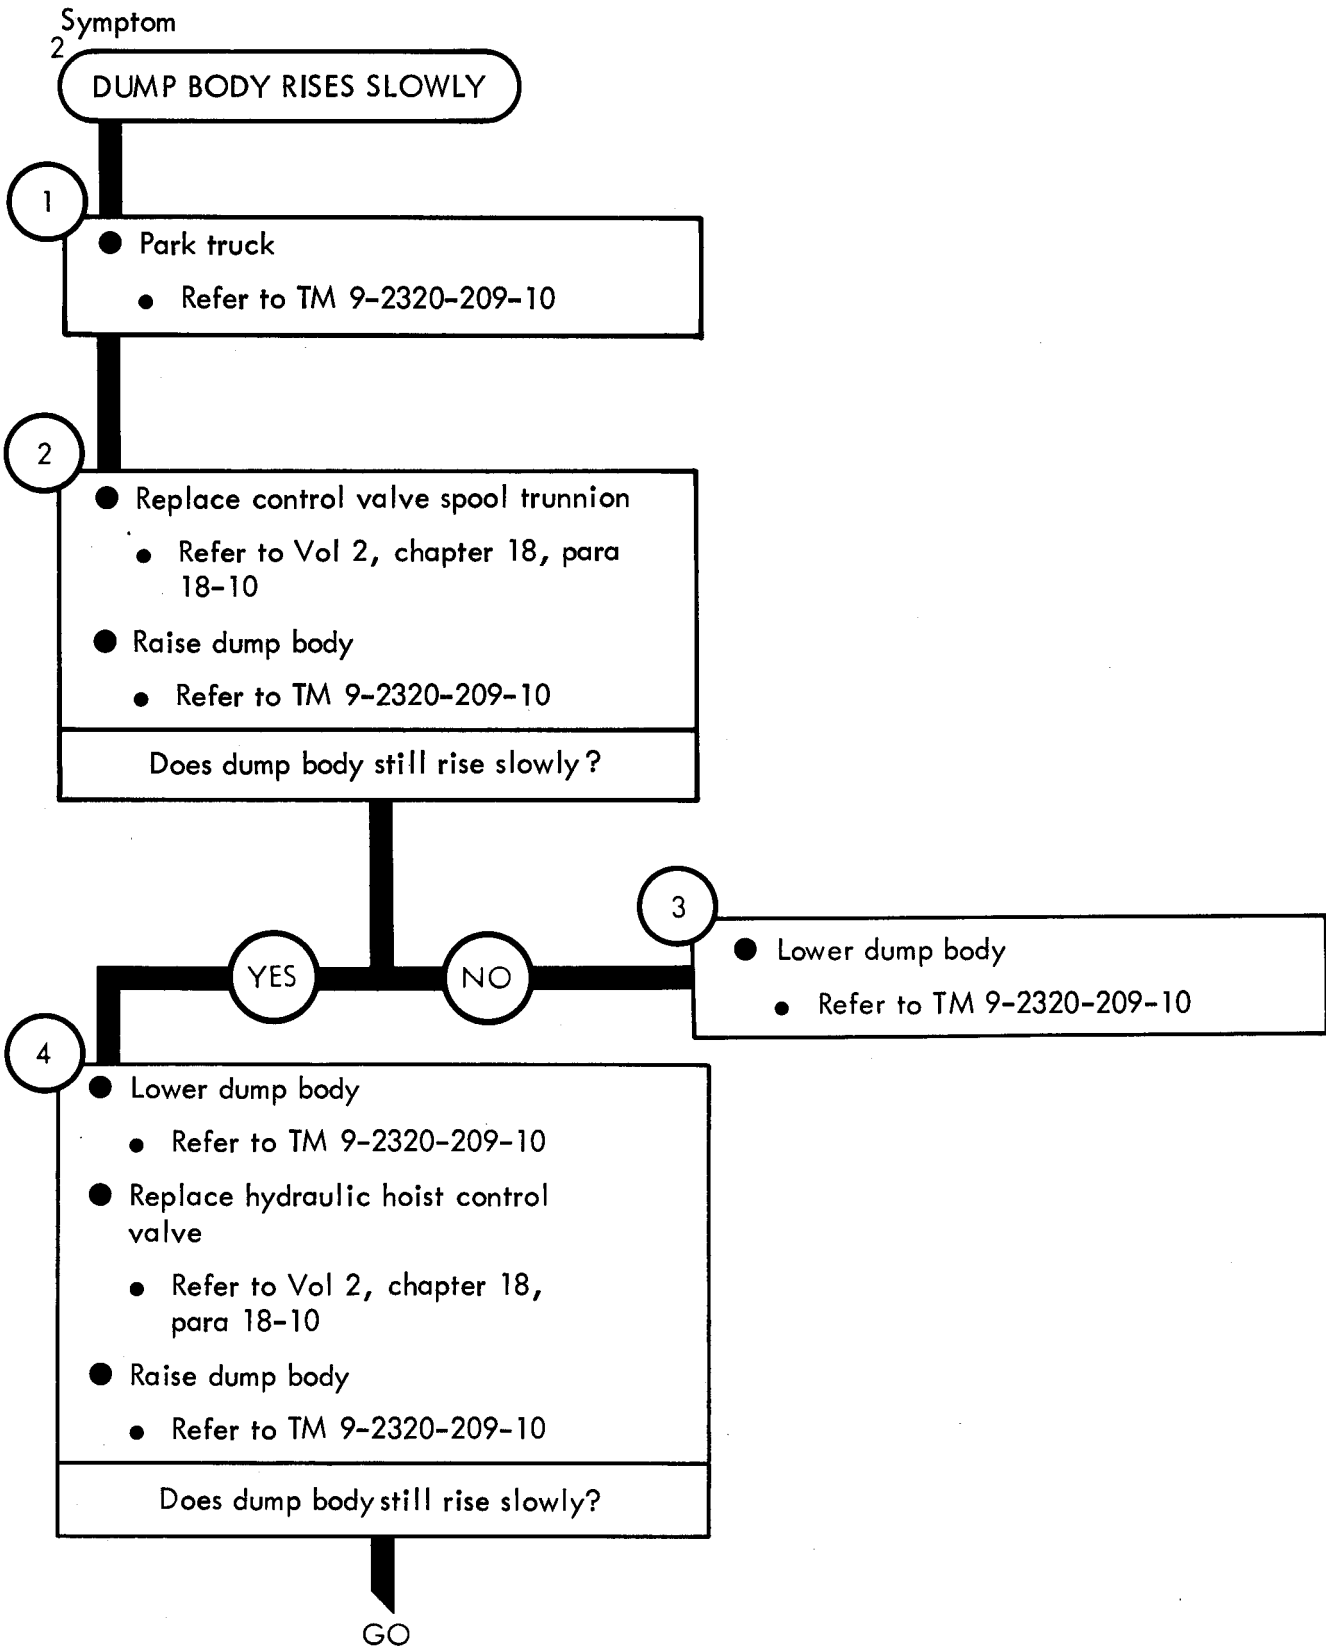 Symptom
2
DUMP BODY RISES SLOWLY
1
● Park truck
● Refer to TM 9-2320-209-10
2
● Replace control valve spool trunnion
● Refer to Vol 2, chapter 18, para
18-10
● Raise dump body
● Refer to TM 9-2320-209-10
Does dump body still rise slowly?
YES
NO
3
● Lower dump body
● Refer to TM 9-2320-209-10
4
● Lower dump body
● Refer to TM 9-2320-209-10
● Replace hydraulic hoist control
valve
● Refer to Vol 2, chapter 18,
para 18-10
● Raise dump body
● Refer to TM 9-2320-209-10
Does dump body still rise slowly?
GO